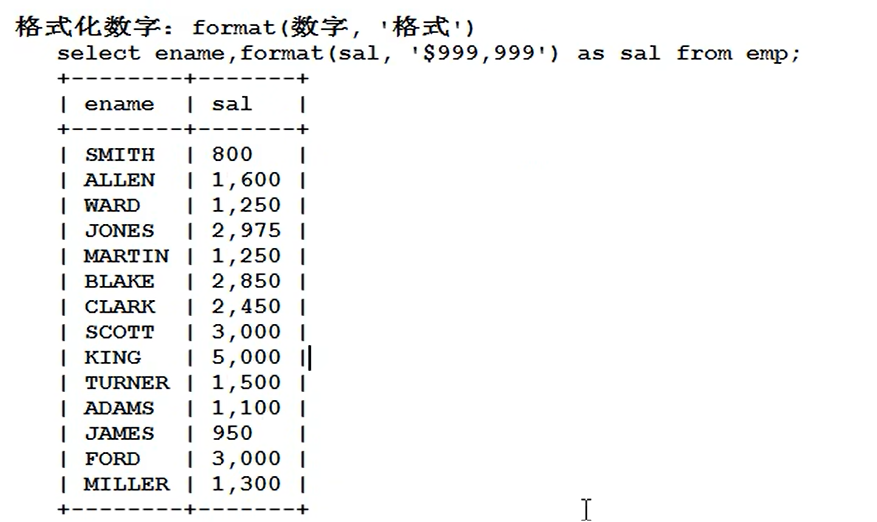 格式化数字：format(数字, '格式')
select ename,format(sal, '$999,999') as sal from emp;
+--------+-------+
| ename  | sal   |
+--------+-------+
| SMITH  | 800   |
| ALLEN  | 1,600 |
| WARD   | 1,250 |
| JONES  | 2,975 |
| MARTIN | 1,250 |
| BLAKE  | 2,850 |
| CLARK  | 2,450 |
| SCOTT  | 3,000 |
| KING   | 5,000 |
| TURNER | 1,500 |
| ADAMS  | 1,100 |
| JAMES  | 950   |
| FORD   | 3,000 |
| MILLER | 1,300 |
+--------+-------+